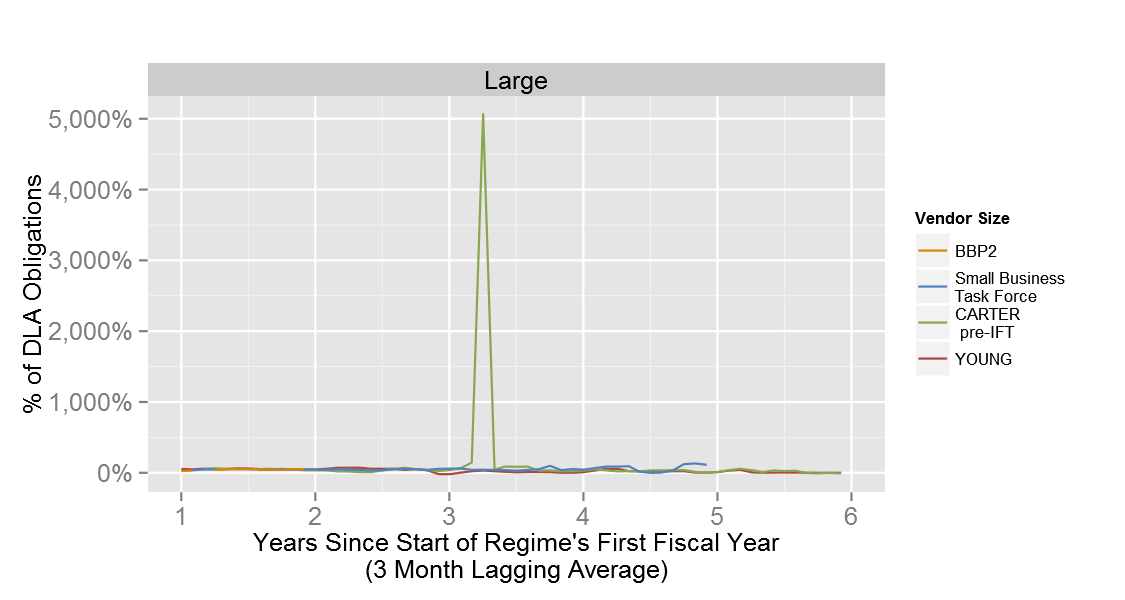 Large
5,000%
4,000%
3,000%
2,000%
1,000%
0%
% of DLA Obligations
1 2 3 4 5 6
Years Since Start of Regime's First Fiscal Year
(3 Month Lagging Average)
Vendor Size
BBP2
Small Business
Task Force
CARTER
pre-IFT
YOUNG